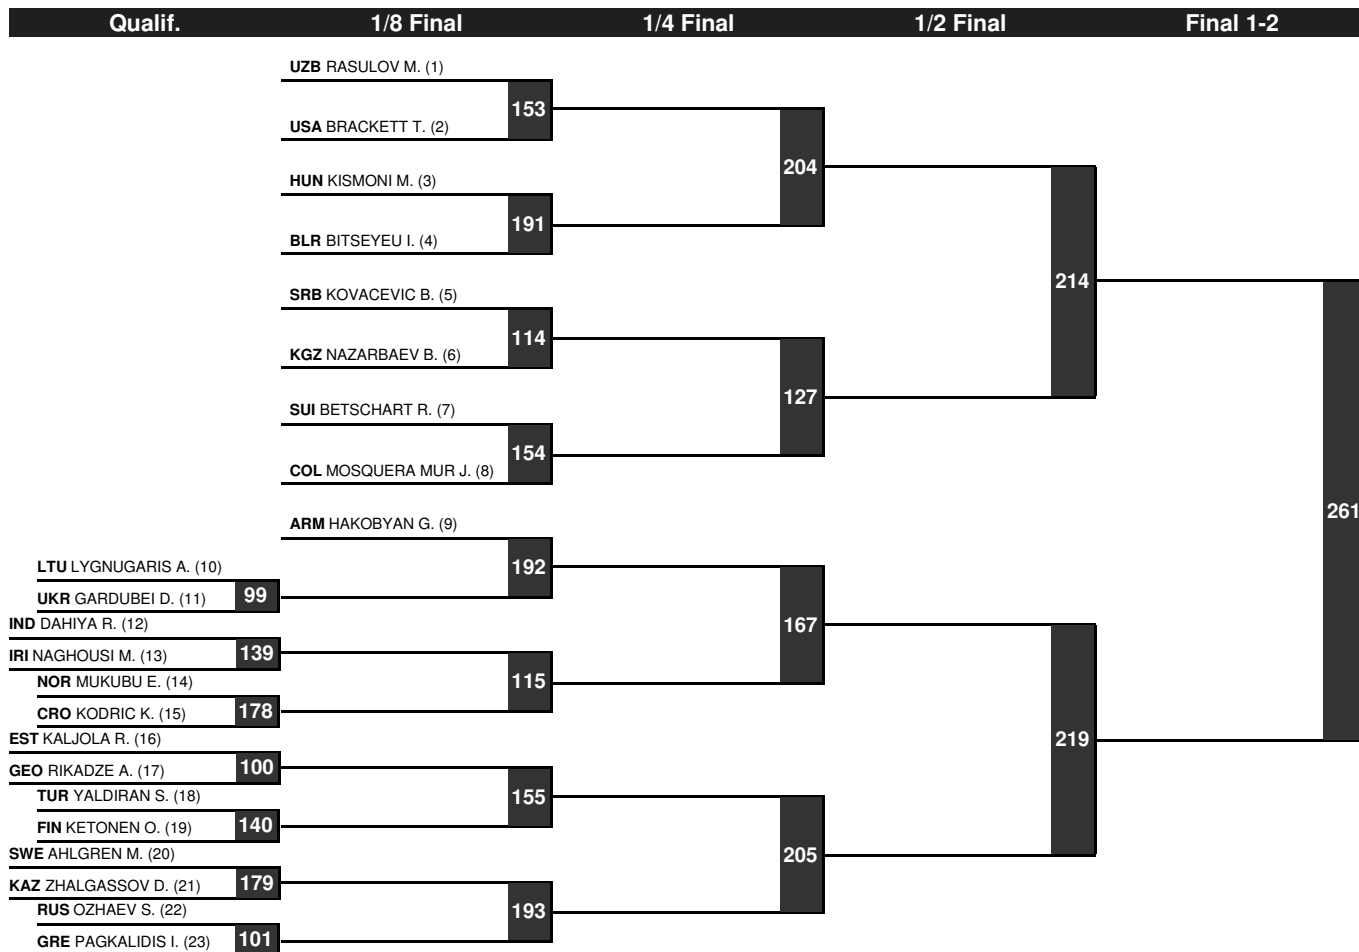 Qualif. 1/8 Final 1/4 Final 1/2 Final Final 1-2
UZB RASULOV M. (1)
153
USA BRACKETT T. (2)
204
HUN KISMONI M. (3)
191
BLR BITSEYEU I. (4)
214
SRB KOVACEVIC B. (5)
114
KGZ NAZARBAEV B. (6)
127
SUI BETSCHART R. (7)
154
COL MOSQUERA MUR J. (8)
261
ARM HAKOBYAN G. (9)
192
LTU LYGNUGARIS A. (10)
99
UKR GARDUBEI D. (11)
167
IND DAHIYA R. (12)
139
IRI NAGHOUSI M. (13)
115
NOR MUKUBU E. (14)
178
CRO KODRIC K. (15)
219
EST KALJOLA R. (16)
100
GEO RIKADZE A. (17)
155
TUR YALDIRAN S. (18)
140
FIN KETONEN O. (19)
205
SWE AHLGREN M. (20)
179
KAZ ZHALGASSOV D. (21)
193
RUS OZHAEV S. (22)
101
GRE PAGKALIDIS I. (23)